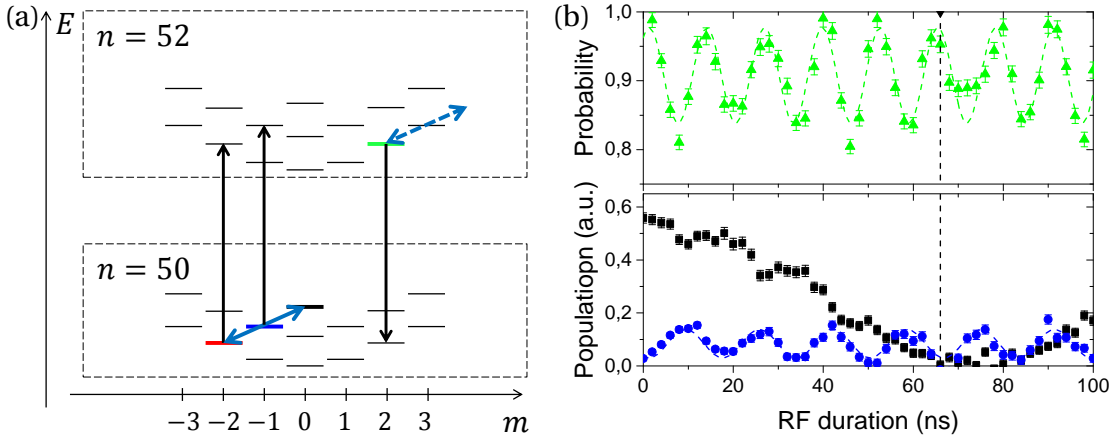 (a)
E
n = 52
n = 50
−3 −2 −1 0 1 2 3 m
(b)
1,0
0,9
0,8
Probability
0,6
0,4
0,2
0,0
Populatiopn (a.u.)
0 20 40 60 80 100
RF duration (ns)